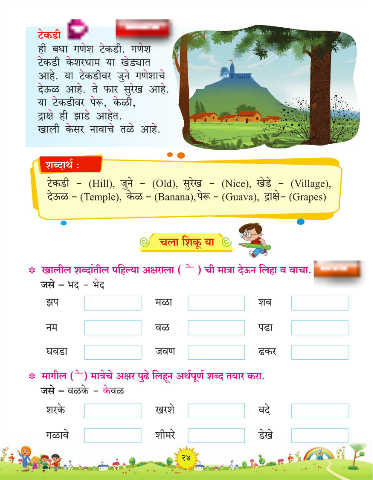 टेकडी
ही बघा गणेश टेकडी. गणेश
टेकडी केशरधाम या खेड्यात
आहे. या टेकडीवर जुने गणेशाचे
देऊळ आहे. ते फार सुरेख आहे.
या टेकडीवर पेरू, केळी,
द्राक्षे ही झाडे आहेत.
खाली केसर नावाचे तळे आहे.
शब्दार्थ :
टेकडी - (Hill), जुने - (Old), सुरेख - (Nice), खेडे - (Village),
देऊळ - (Temple), केळ - (Banana), पेरू - (Guava), द्राक्षे- (Grapes)
चला शिकू या
खालील शब्दांतील पहिल्या अक्षराला ( े ) ची मात्रा देऊन लिहा व वाचा.
जसे - भद - भेद
झप मळा शव
नम वळ पढा
घवडा जवण ढकर
मागील ( े ) मात्रेचे अक्षर पुढे लिहून अर्थपूर्ण शब्द तयार करा.
जसे - वळके - केवळ
शरके खरशे वदे
गळावे शीमरे डेखे
२४